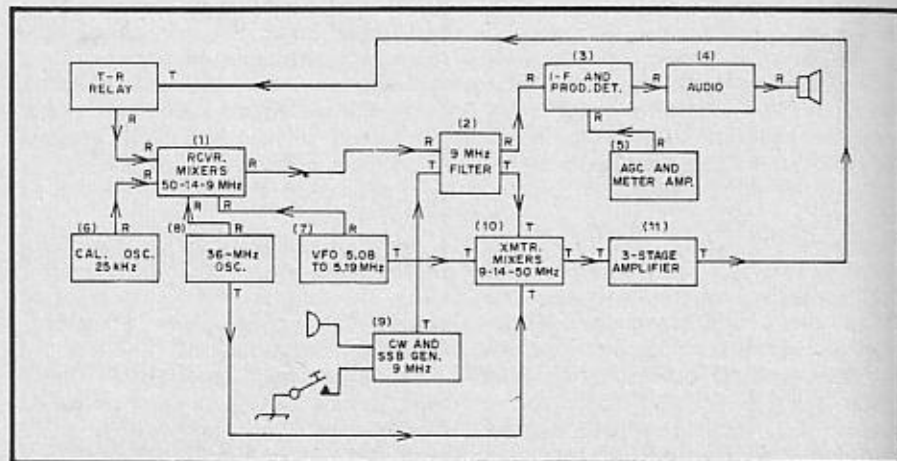 T
T-R
RELAY
R
(1)
R
RCVR.
MIXERS
50-14-9 MHz
R
R
R
R
R
(2)
R
9 MHz
FILTER
R
T
T
R
(3)
I-F AND
PROD. DET.
R
R
(4)
AUDIO
R
R
R
(5)
AGC AND
METER AMP.
(6)
R
CAL. OSC.
25 kHz
(8)
R
36-MHz
OSC.
T
(7)
R
VFO 5.08
TO 5.19 MHz
T
(10)
T
T
XMTR.
MIXERS
9-14-50 MHz
T
T
T
(11)
3-STAGE
AMPLIFIER
T
(9)
T
CW AND
SSB GEN.
9 MHz